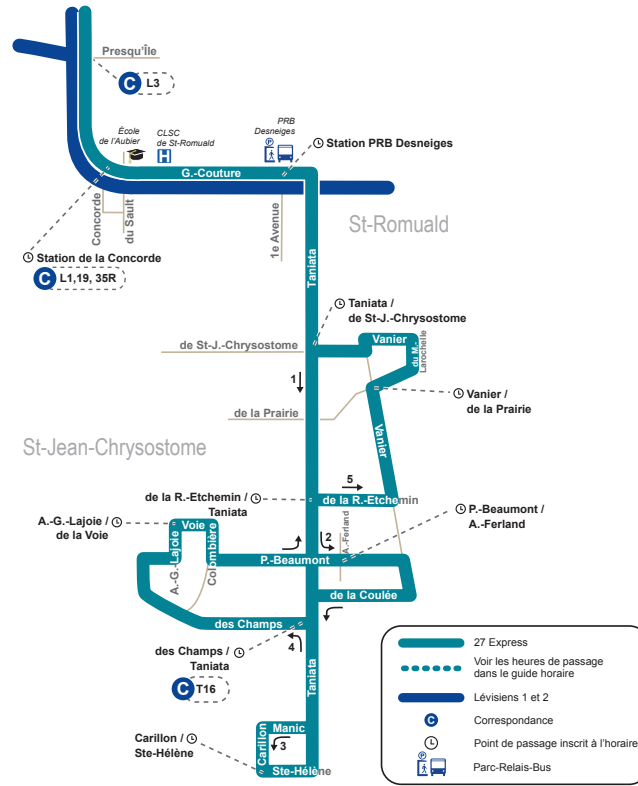 Presqu'Île
C L3
École
de l'Aubier
CLSC
de St-Romuald
H
PRB
Desneiges
P
Station PRB Desneiges
G.-Couture
Concorde
du Sault
1e Avenue
Taniata
St-Romuald
Station de la Concorde
C L1,19, 35R
Taniata /
de St-J.-Chrysostome
de St-J.-Chrysostome
Vanier
du M.-
Larochelle
1
Vanier /
de la Prairie
de la Prairie
Vanier
St-Jean-Chrysostome
5
de la R.-Etchemin /
Taniata
de la R.-Etchemin
P.-Beaumont /
A.-Ferland
A.-G.-Lajoie /
de la Voie
Voie
A.-G.-Lajoie
Colombière
2
A.-Ferland
P.-Beaumont
de la Coulée
des Champs
4
des Champs /
Taniata
C T16
Taniata
Carillon /
Ste-Hélène
Carillon
Manic
3
Ste-Hélène
27 Express
Voir les heures de passage
dans le guide horaire
Lévisiens 1 et 2
C Correspondance
Point de passage inscrit à l'horaire
P
Parc-Relais-Bus